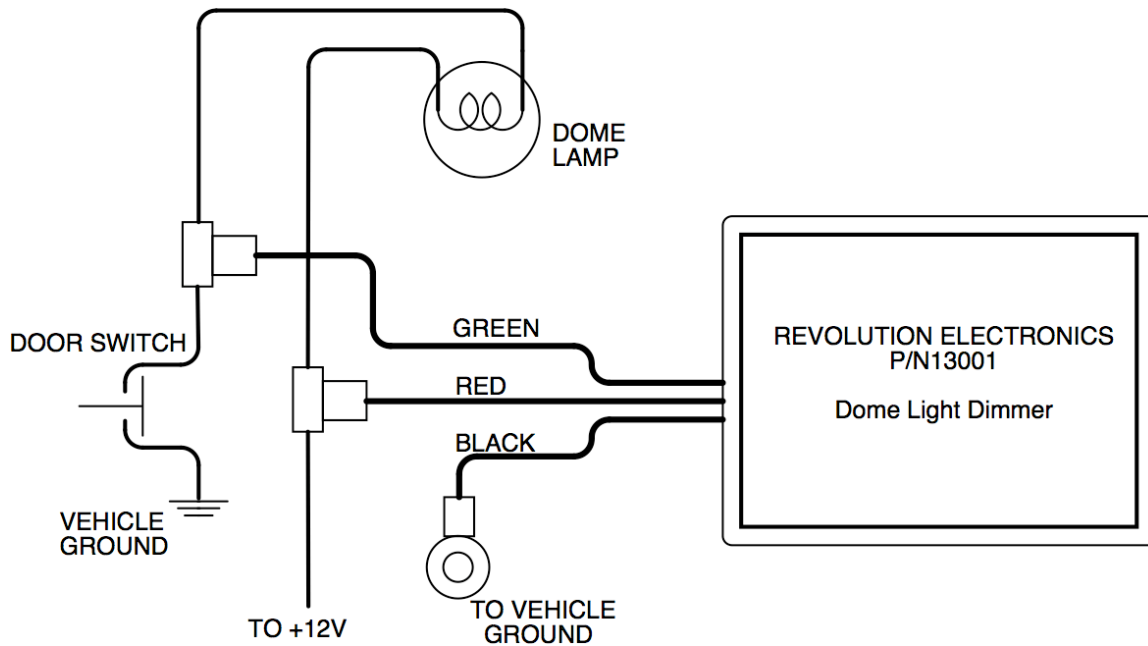 DOME
LAMP
DOOR SWITCH
GREEN
RED
BLACK
REVOLUTION ELECTRONICS
P/N13001
Dome Light Dimmer
VEHICLE
GROUND
TO +12V
TO VEHICLE
GROUND